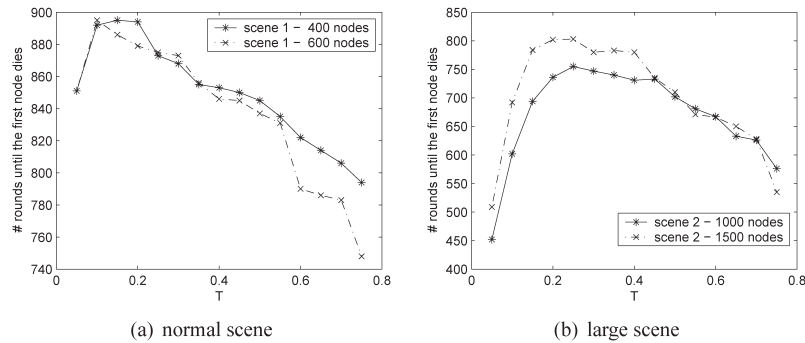 900
880
860
840
820
800
780
760
740
0
0.2
0.4
0.6
0.8
T
# rounds until the first node dies
scene 1 − 400 nodes
scene 1 − 600 nodes
(a) normal scene
850
800
750
700
650
600
550
500
450
400
0
0.2
0.4
0.6
0.8
T
# rounds until the first node dies
scene 2 − 1000 nodes
scene 2 − 1500 nodes
(b) large scene